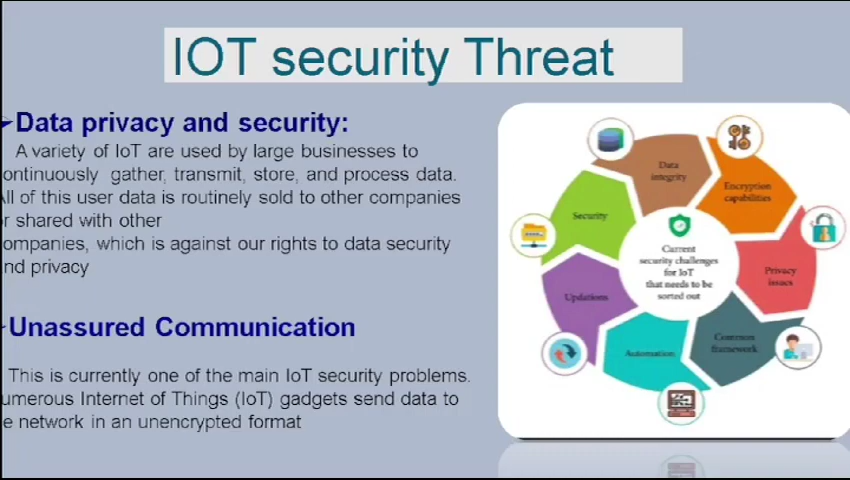 IOT security Threat
Data privacy and security:
A variety of IoT are used by large businesses to
ontinuously gather, transmit, store, and process data.
All of this user data is routinely sold to other companies
or shared with other
ompanies, which is against our rights to data security
nd privacy
Unassured Communication
This is currently one of the main IoT security problems.
umerous Internet of Things (IoT) gadgets send data to
e network in an unencrypted format
Data
integrity
Encryption
capabilities
Privacy
issues
Common
framework
Automation
Updations
Security
Current
security challenges
for IoT
that needs to be
sorted out